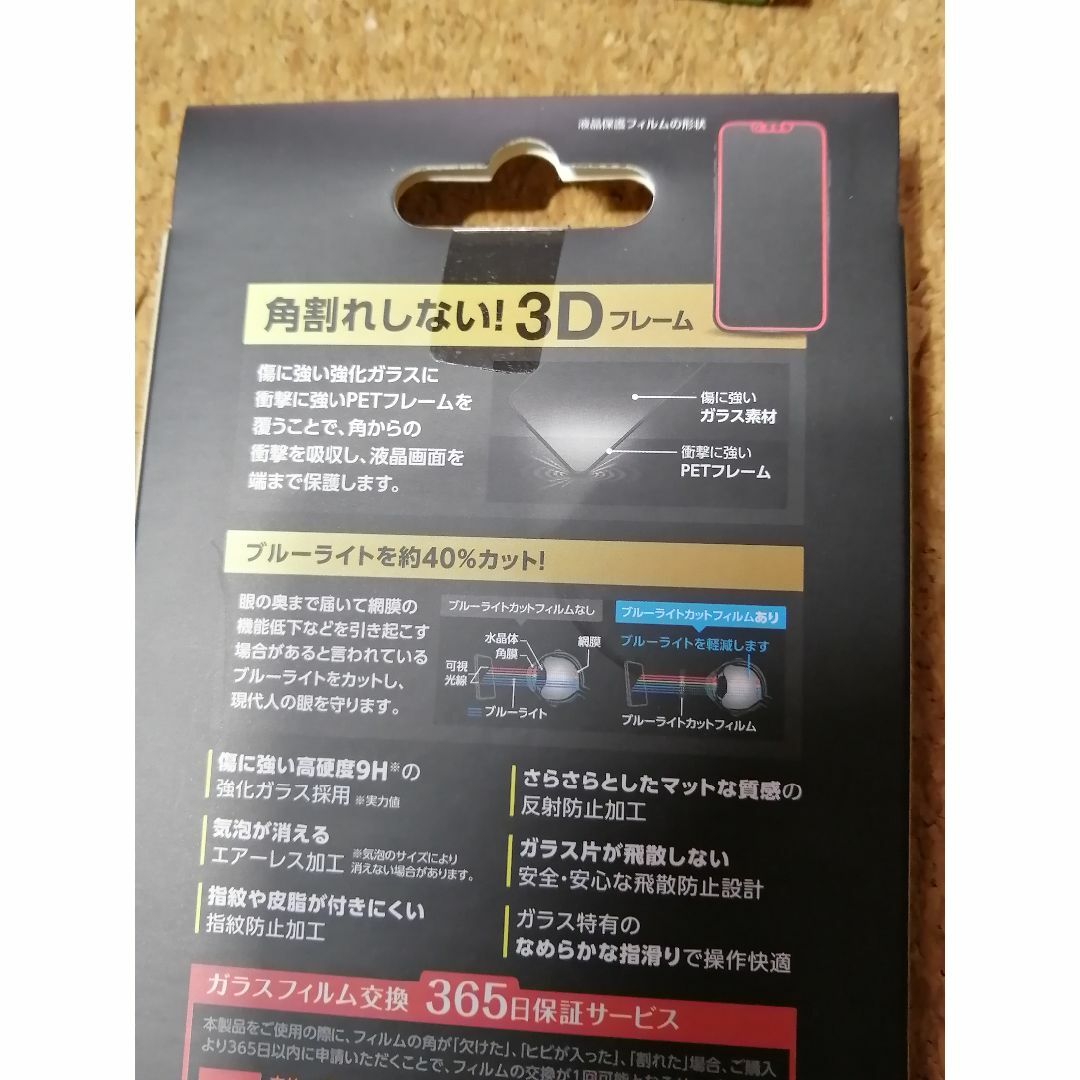 液晶保護フィルムの形状
角割れしない! 3Dフレーム
傷に強い強化ガラスに
衝撃に強いPETフレームを
覆うことで、角からの
衝撃を吸収し、液晶画面を
端まで保護します。
傷に強い
ガラス素材
衝撃に強い
PETフレーム
ブルーライトを約40%カット!
眼の奥まで届いて網膜の
機能低下などを引き起こす
場合があると言われている
ブルーライトをカットし、
現代人の眼を守ります。
ブルーライトカットフィルムなし
水晶体
角膜
網膜
可視
光線
ブルーライト
ブルーライトカットフィルムあり
ブルーライトを軽減します
ブルーライトカットフィルム
傷に強い高硬度9H※の
強化ガラス採用 ※実力値
気泡が消える
エアーレス加工 ※気泡のサイズにより
消えない場合があります。
指紋や皮脂が付きにくい
指紋防止加工
さらさらとしたマットな質感の
反射防止加工
ガラス片が飛散しない
安全・安心な飛散防止設計
ガラス特有の
なめらかな指滑りで操作快適
ガラスフィルム交換 365日保証サービス
本製品をご使用の際に、フィルムの角が「欠けた」、「ヒビが入った」、「割れた」場合、ご購入
より365日以内に申請いただくことで、フィルムの交換が1回可能と